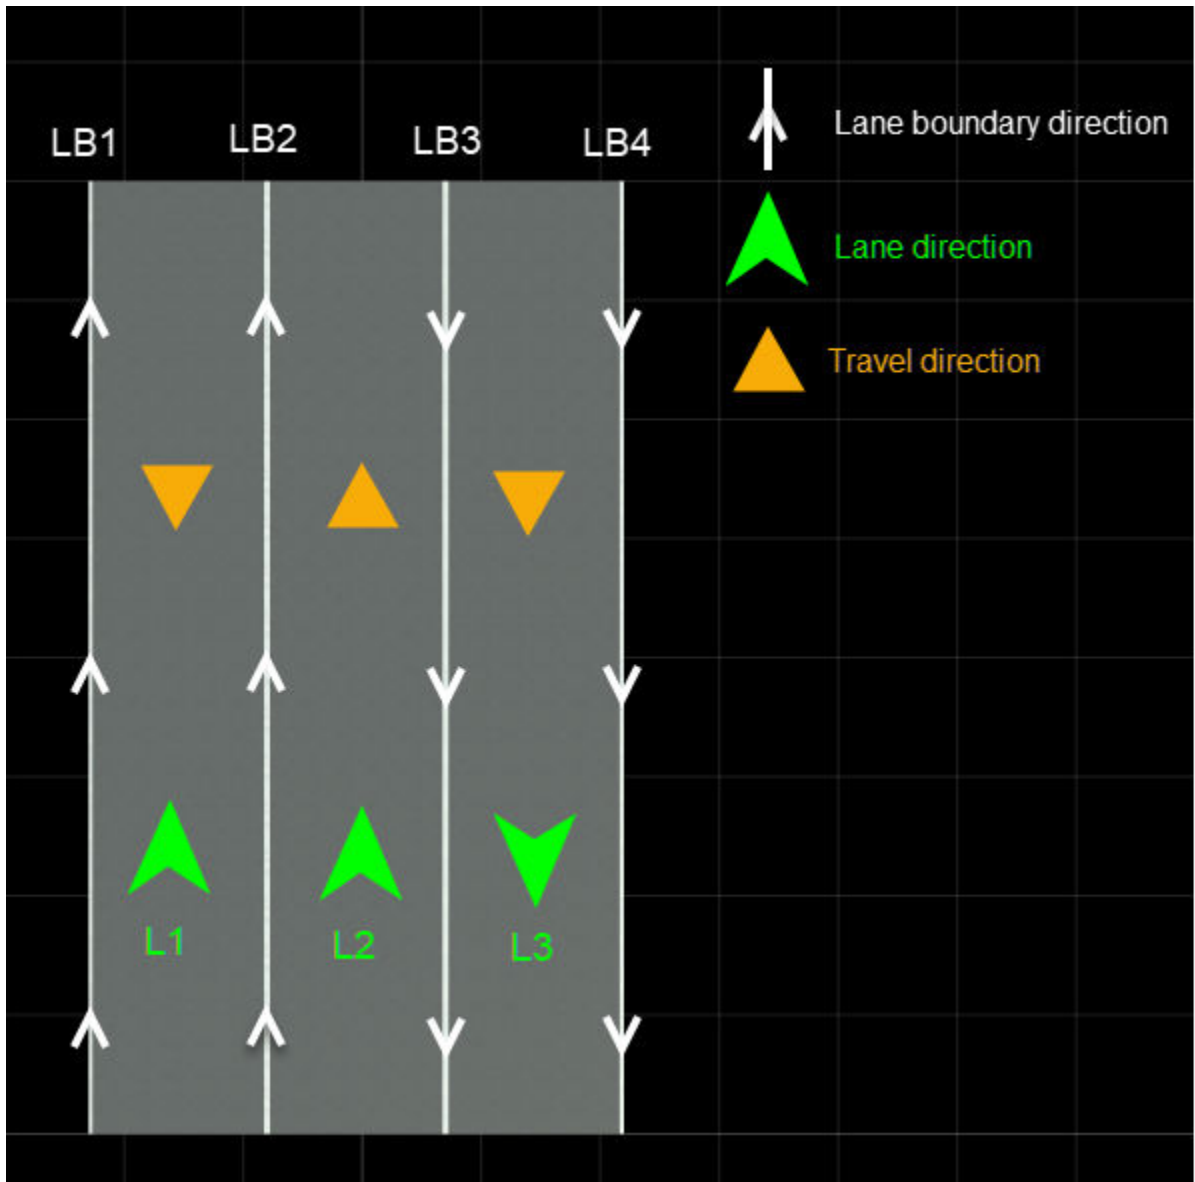 LB1 LB2 LB3 LB4
Lane boundary direction
Lane direction
Travel direction
L1 L2 L3